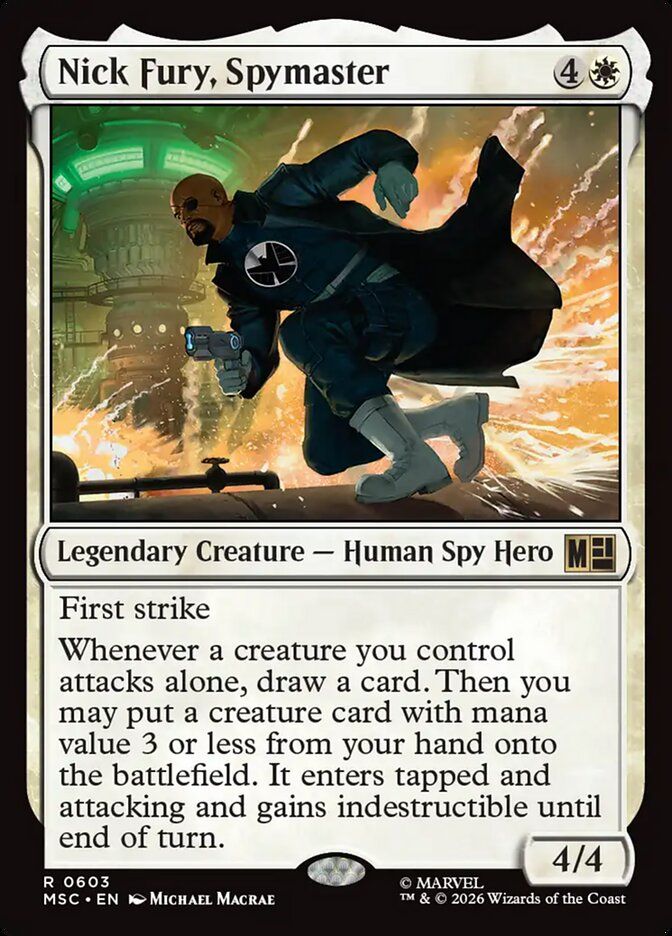 Nick Fury, Spymaster 4
Legendary Creature — Human Spy Hero
First strike
Whenever a creature you control
attacks alone, draw a card. Then you
may put a creature card with mana
value 3 or less from your hand onto
the battlefield. It enters tapped and
attacking and gains indestructible until
end of turn.
4/4
R 0603
MSC • EN Michael Macrae
© MARVEL
™ & © 2026 Wizards of the Coast